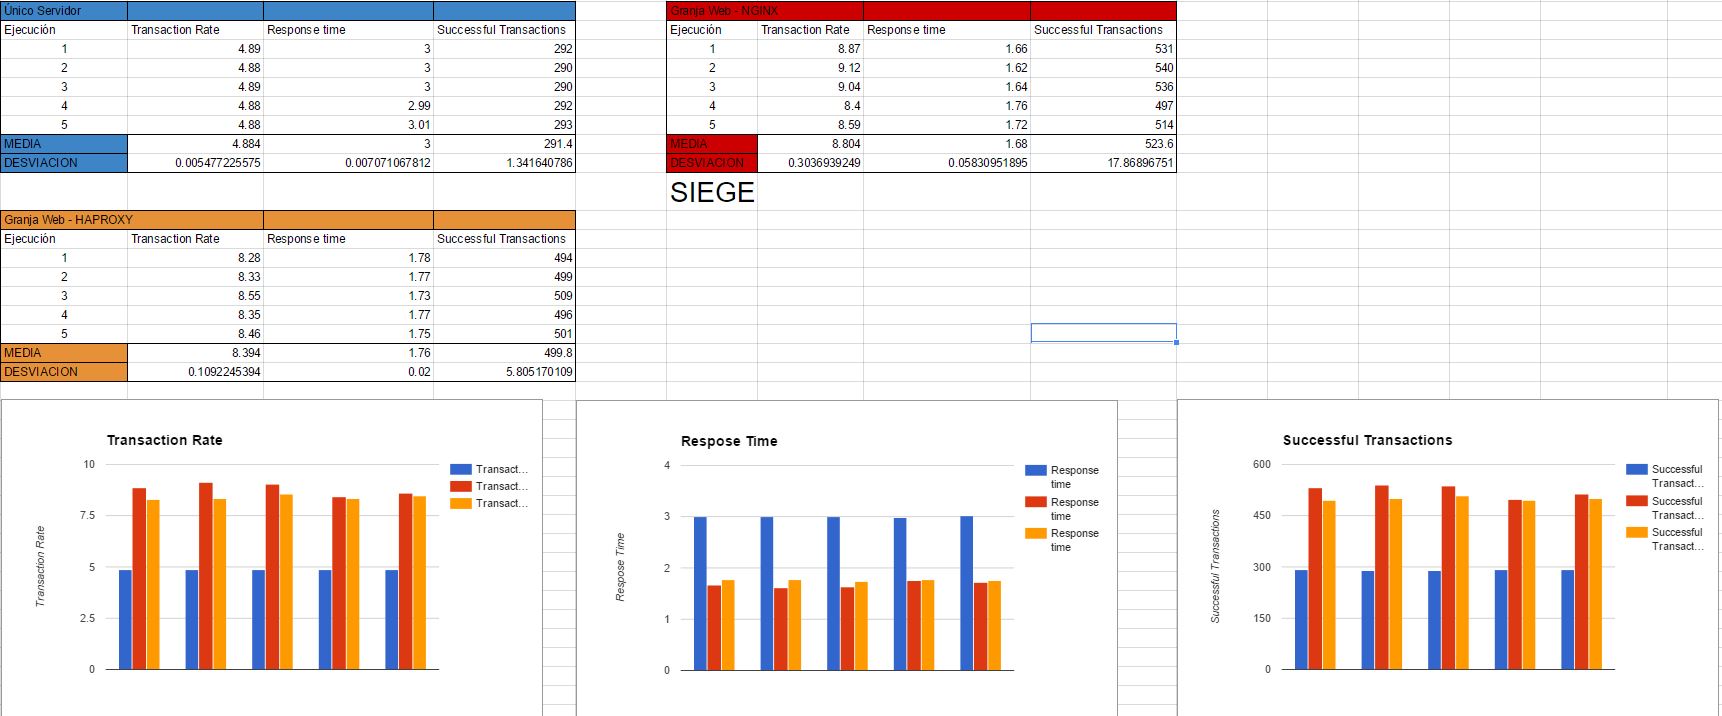 Único Servidor
Ejecución Transaction Rate Response time Successful Transactions
1 4.89 3 292
2 4.88 3 290
3 4.89 3 290
4 4.88 2.99 292
5 4.88 3.01 293
MEDIA 4.884 3 291.4
DESVIACION 0.005477225575 0.007071067812 1.341640786
Granja Web - NGINX
Ejecución Transaction Rate Response time Successful Transactions
1 8.87 1.66 531
2 9.12 1.62 540
3 9.04 1.64 536
4 8.4 1.76 497
5 8.59 1.72 514
MEDIA 8.804 1.68 523.6
DESVIACION 0.3036939249 0.05830951895 17.86896751
SIEGE
Granja Web - HAPROXY
Ejecución Transaction Rate Response time Successful Transactions
1 8.28 1.78 494
2 8.33 1.77 499
3 8.55 1.73 509
4 8.35 1.77 496
5 8.46 1.75 501
MEDIA 8.394 1.76 499.8
DESVIACION 0.1092245394 0.02 5.805170109
Transaction Rate
Transaction Rate
10
7.5
5
2.5
0
Transact...
Transact...
Transact...
Respose Time
Respose Time
4
3
2
1
0
Response
time
Response
time
Response
time
Successful Transactions
Successful Transactions
600
450
300
150
0
Successful
Transact...
Successful
Transact...
Successful
Transact...